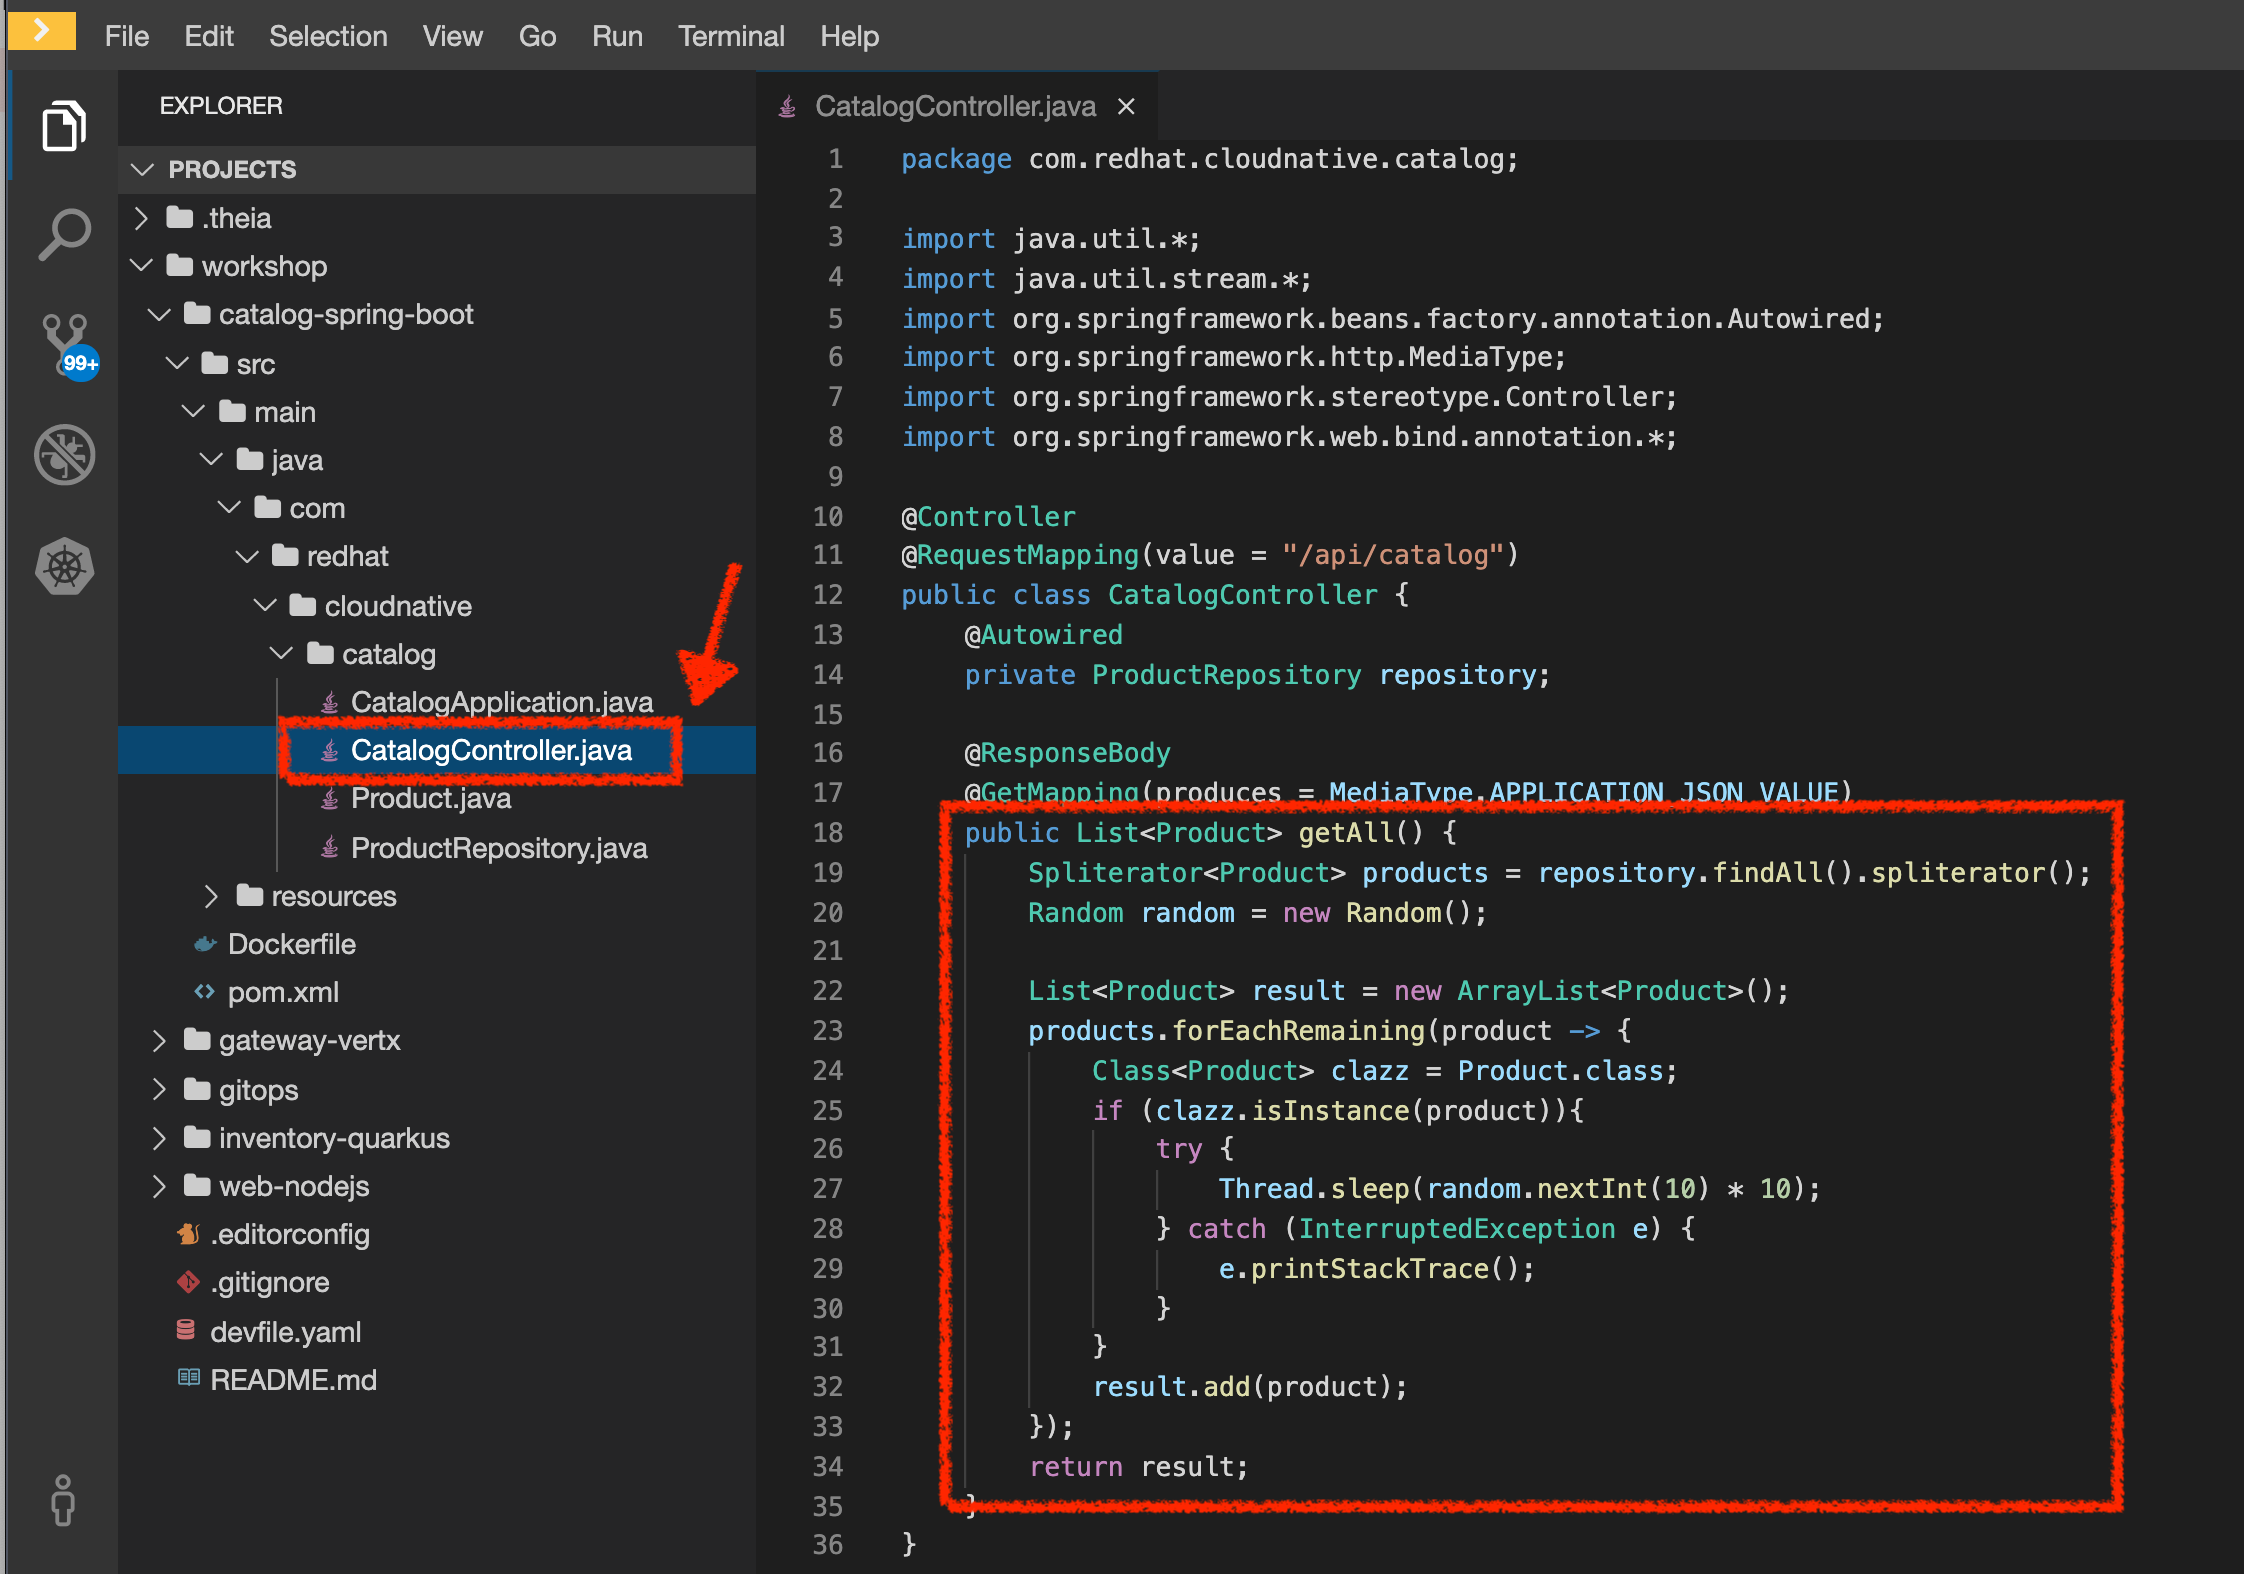 File Edit Selection View Go Run Terminal Help
EXPLORER
PROJECTS
.theia
workshop
catalog-spring-boot
src
main
java
com
redhat
cloudnative
catalog
CatalogApplication.java
CatalogController.java
Product.java
ProductRepository.java
resources
Dockerfile
pom.xml
gateway-vertx
gitops
inventory-quarkus
web-nodejs
.editorconfig
.gitignore
devfile.yaml
README.md
99+
CatalogController.java
1 package com.redhat.cloudnative.catalog;
2
3 import java.util.*;
4 import java.util.stream.*;
5 import org.springframework.beans.factory.annotation.Autowired;
6 import org.springframework.http.MediaType;
7 import org.springframework.stereotype.Controller;
8 import org.springframework.web.bind.annotation.*;
9
10 @Controller
11 @RequestMapping(value = "/api/catalog")
12 public class CatalogController {
13     @Autowired
14     private ProductRepository repository;
15
16     @ResponseBody
17     @GetMapping(produces = MediaType.APPLICATION_JSON_VALUE)
18     public List<Product> getAll() {
19         Spliterator<Product> products = repository.findAll().spliterator();
20         Random random = new Random();
21
22         List<Product> result = new ArrayList<Product>();
23         products.forEachRemaining(product -> {
24             Class<Product> clazz = Product.class;
25             if (clazz.isInstance(product)){
26                 try {
27                     Thread.sleep(random.nextInt(10) * 10);
28                 } catch (InterruptedException e) {
29                     e.printStackTrace();
30                 }
31             }
32             result.add(product);
33         });
34         return result;
35     }
36 }